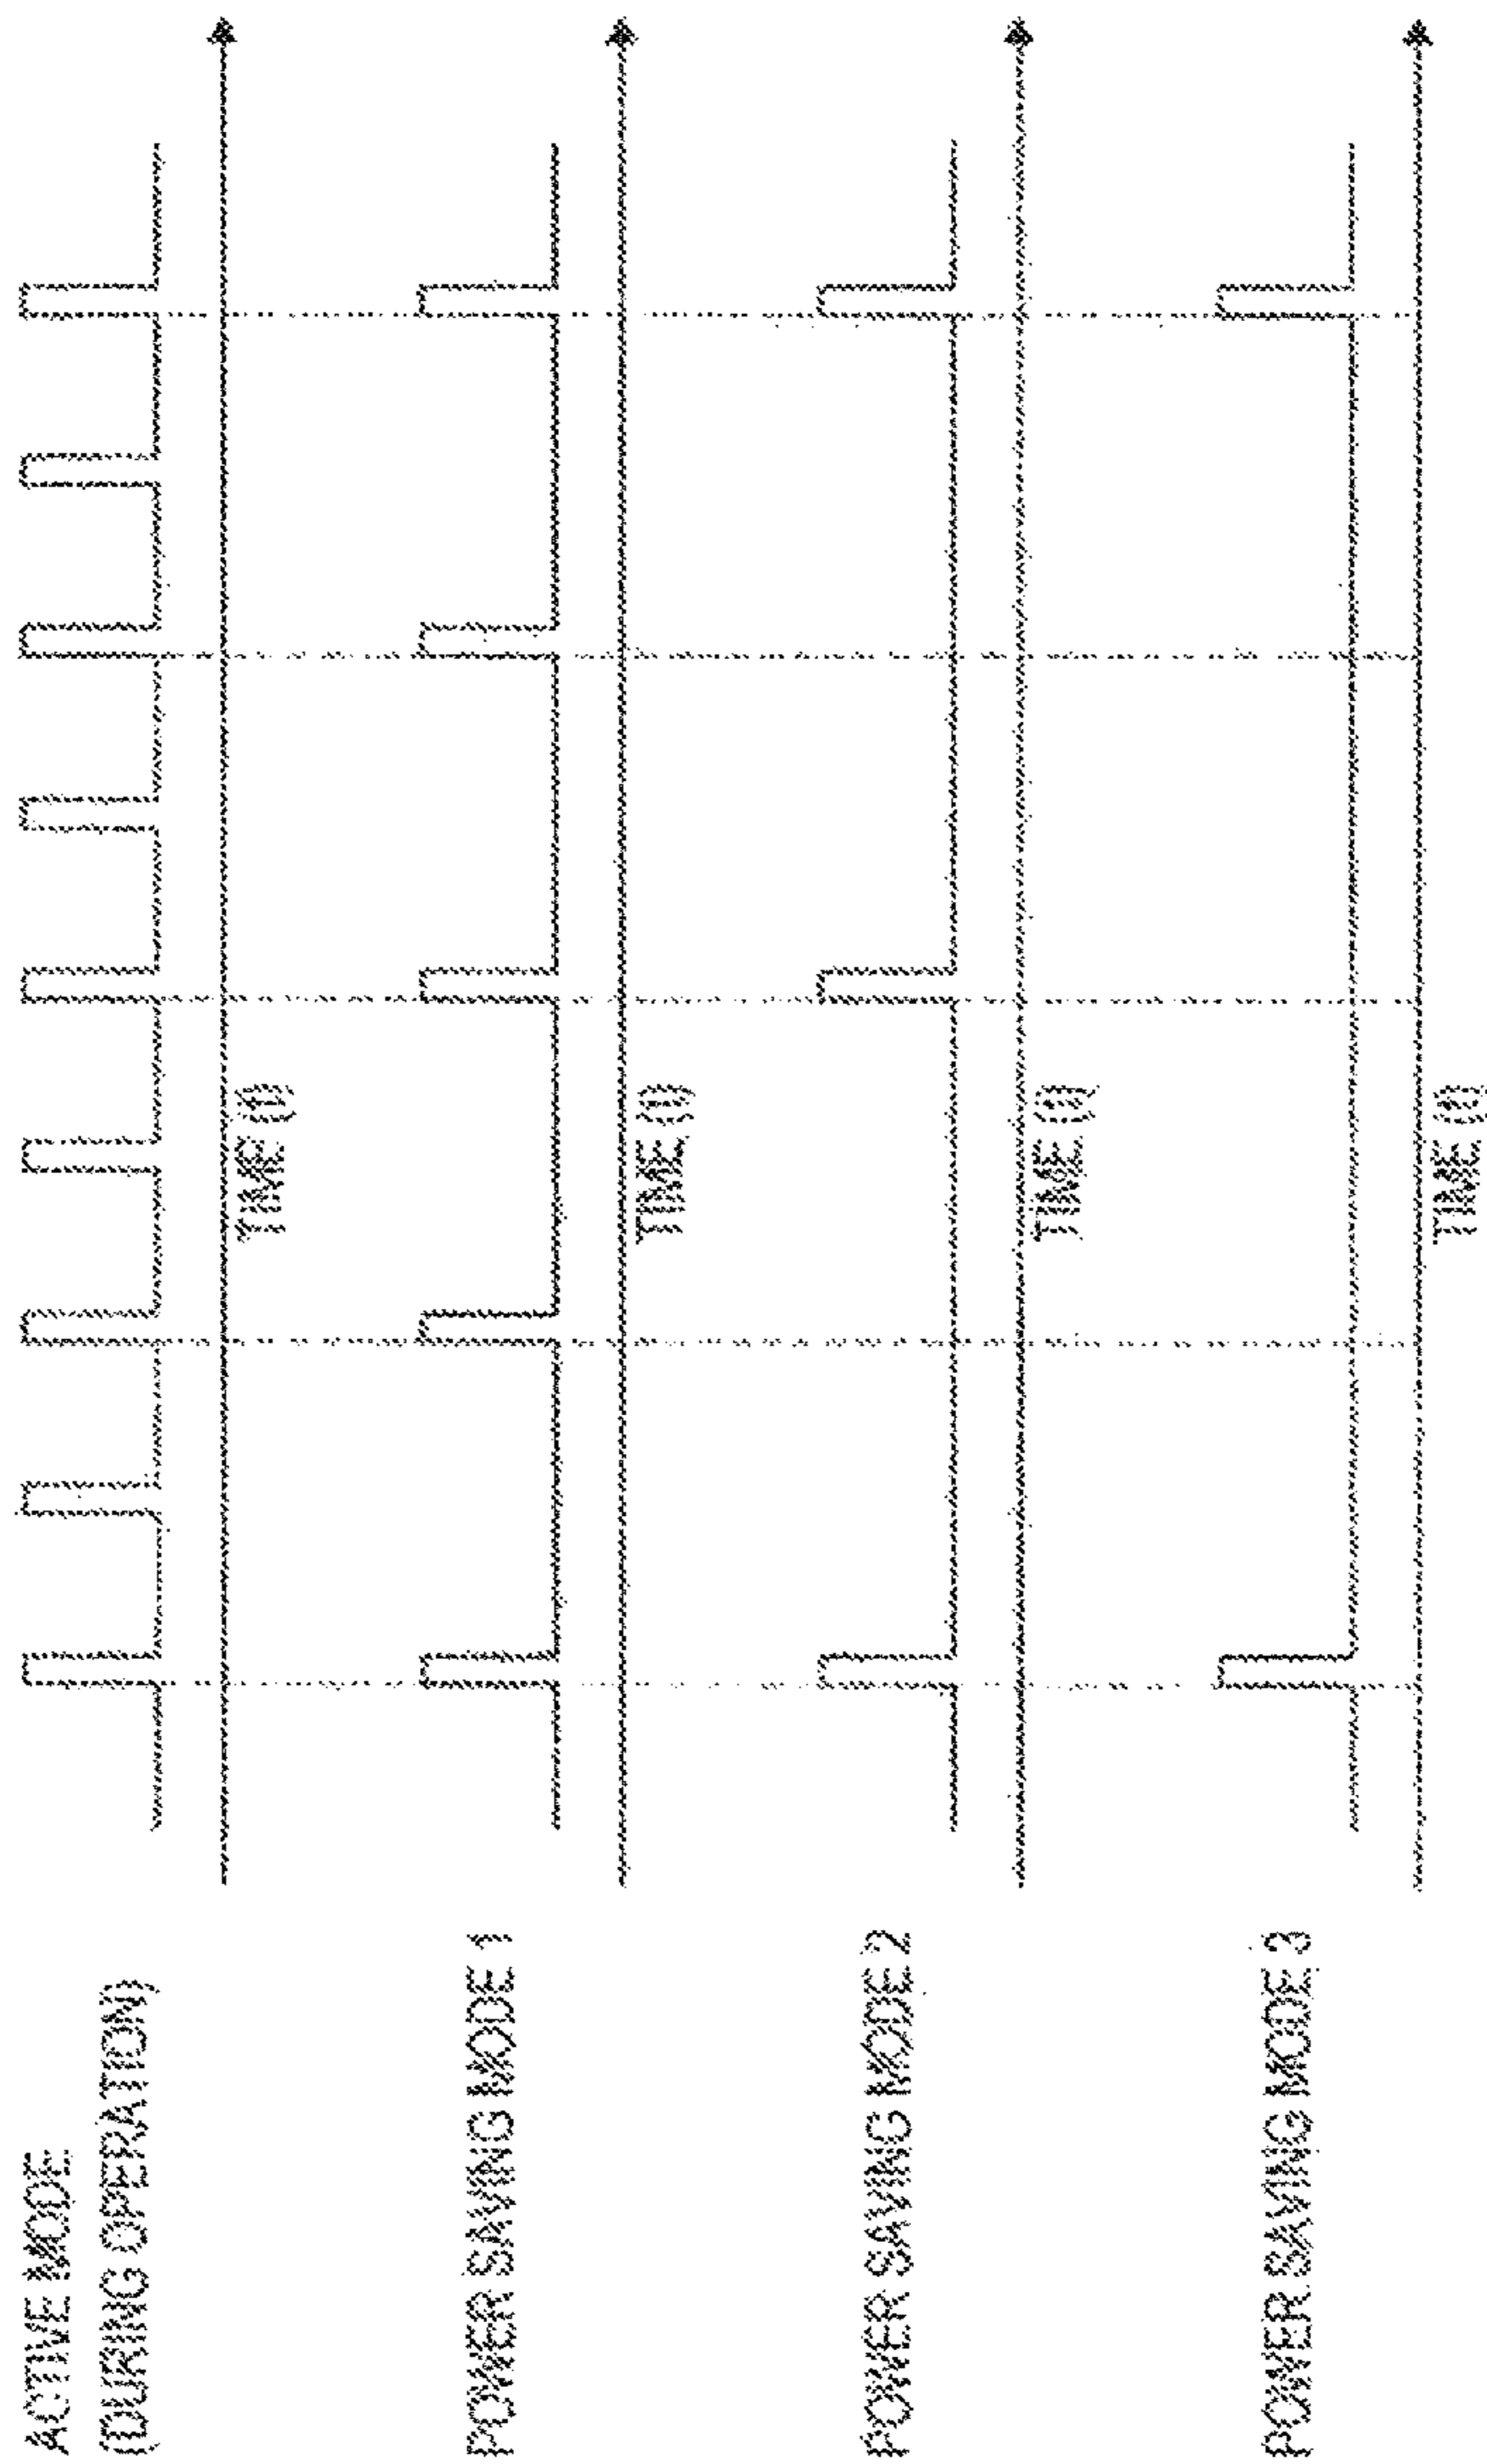 ACTIVE MODE
(DURING OPERATION)
TIME (t)
POWER SAVING MODE 1
TIME (t)
POWER SAVING MODE 2
TIME (t)
POWER SAVING MODE 3
TIME (t)